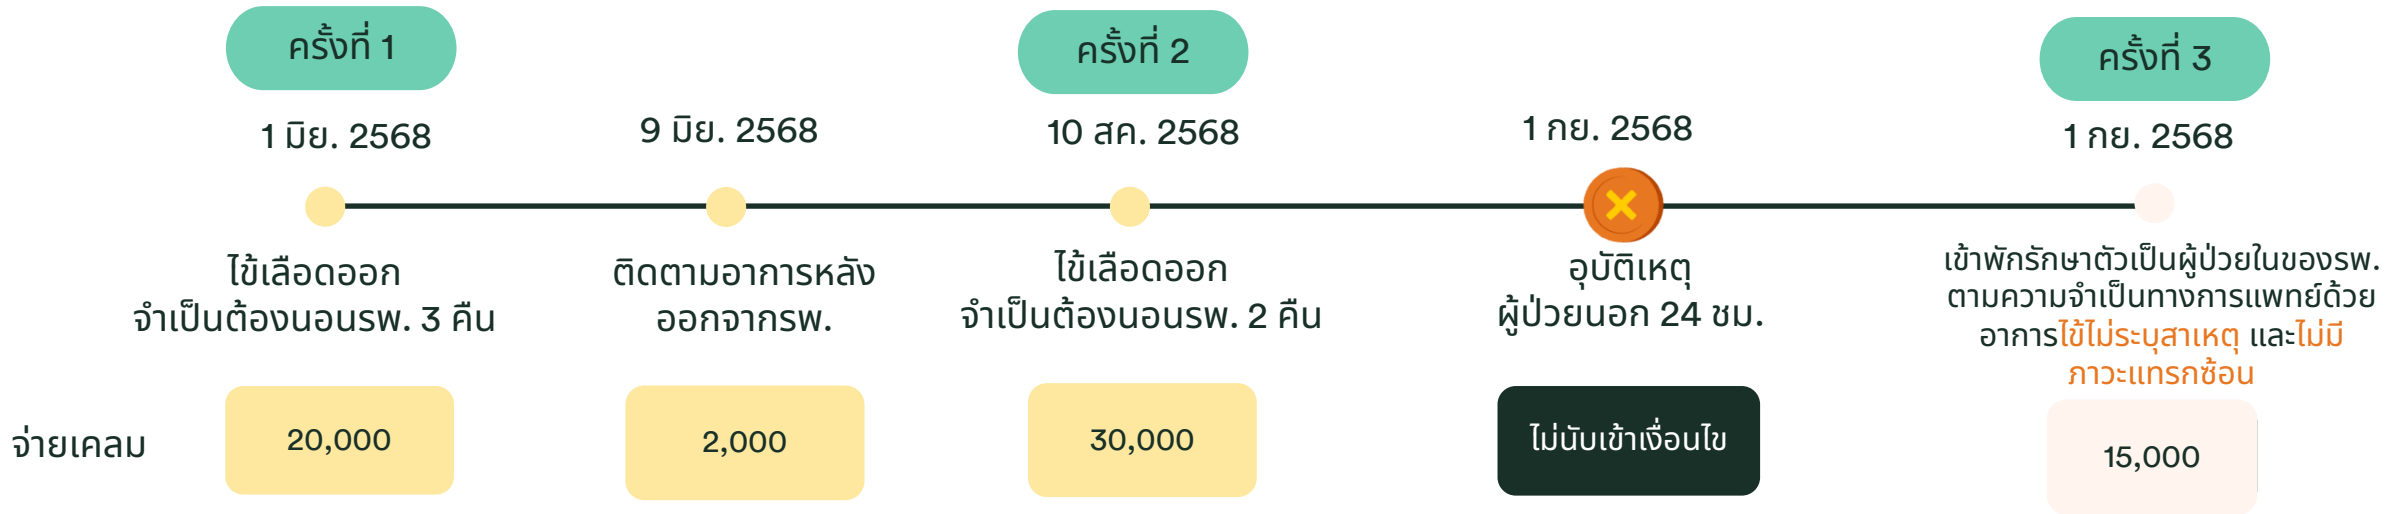 ครั้งที่ 1
1 มิย. 2568
ไข้เลือดออก
จำเป็นต้องนอนรพ. 3 คืน
9 มิย. 2568
ติดตามอาการหลัง
ออกจากรพ.
ครั้งที่ 2
10 สค. 2568
ไข้เลือดออก
จำเป็นต้องนอนรพ. 2 คืน
1 กย. 2568
อุบัติเหตุ
ผู้ป่วยนอก 24 ชม.
ครั้งที่ 3
1 กย. 2568
เข้าพักรักษาตัวเป็นผู้ป่วยในของรพ.
ตามความจำเป็นทางการแพทย์ด้วย
อาการไข้ไม่ระบุสาเหตุ และไม่มี
ภาวะแทรกซ้อน
จ่ายเคลม
20,000
2,000
30,000
ไม่นับเข้าเงื่อนไข
15,000